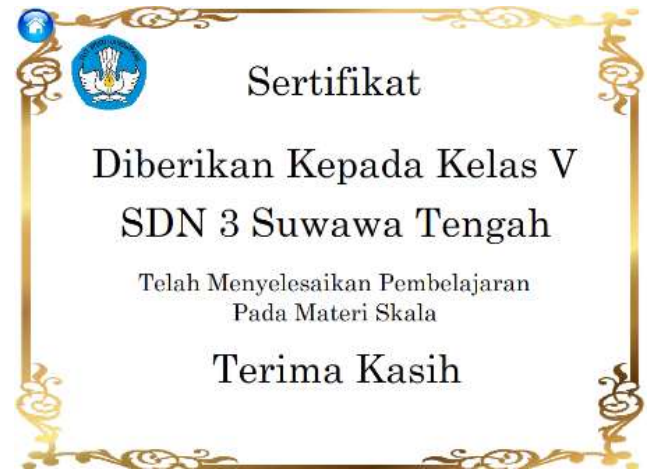 Sertifikat
Diberikan Kepada Kelas V
SDN 3 Suwawa Tengah
Telah Menyelesaikan Pembelajaran
Pada Materi Skala
Terima Kasih